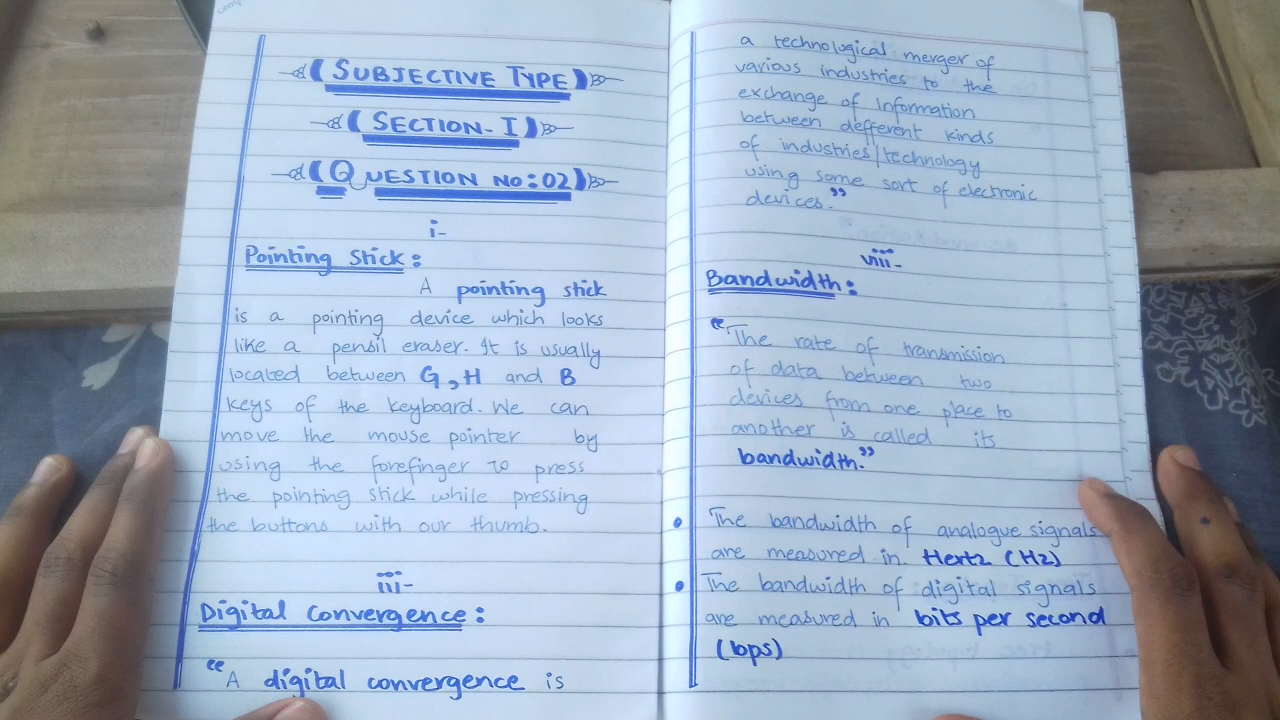 (SUBJECTIVE TYPE)
(SECTION-I)
(QUESTION NO:02)
i-
Pointing Stick:
A pointing stick
is a pointing device which looks
like a pensil eraser. It is usually
located between G,H and B
keys of the keyboard. We can
move the mouse pointer by
using the forefinger to press
the pointing stick while pressing
the buttons with our thumb.
iii-
Digital Convergence:
“A digital convergence is
a technological merger of
various industries to the
exchange of Information
between defferent kinds
of industries/technology
using some sort of electronic
devices.”
viii-
Bandwidth:
“The rate of transmission
of data between two
devices from one place to
another is called its
bandwidth.”
• The bandwidth of analogue signals
are measured in Hertz (Hz)
• The bandwidth of digital signals
are measured in bits per second
(bps)